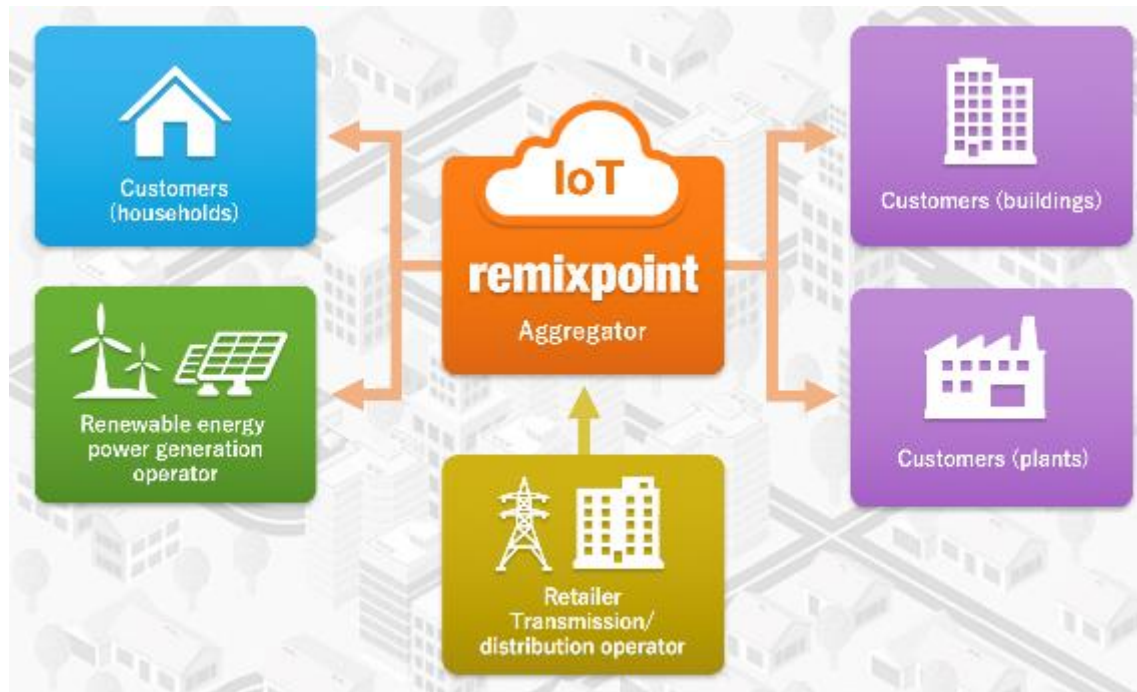 Customers
(households)
Renewable energy
power generation
operator
IoT
remixpoint
Aggregator
Retailer
Transmission/
distribution operator
Customers (buildings)
Customers (plants)